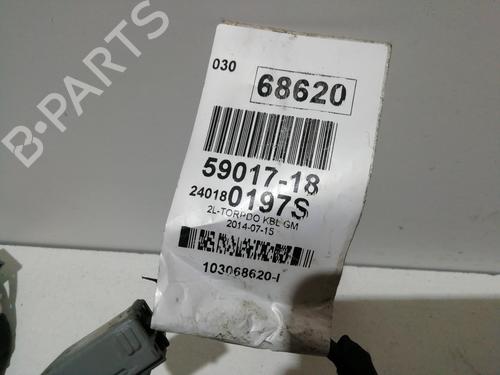 B-PARTS
030
68620
59017-18
24018 0197S
2L-TORPDO KBL GM
2014-07-15
103068620-I